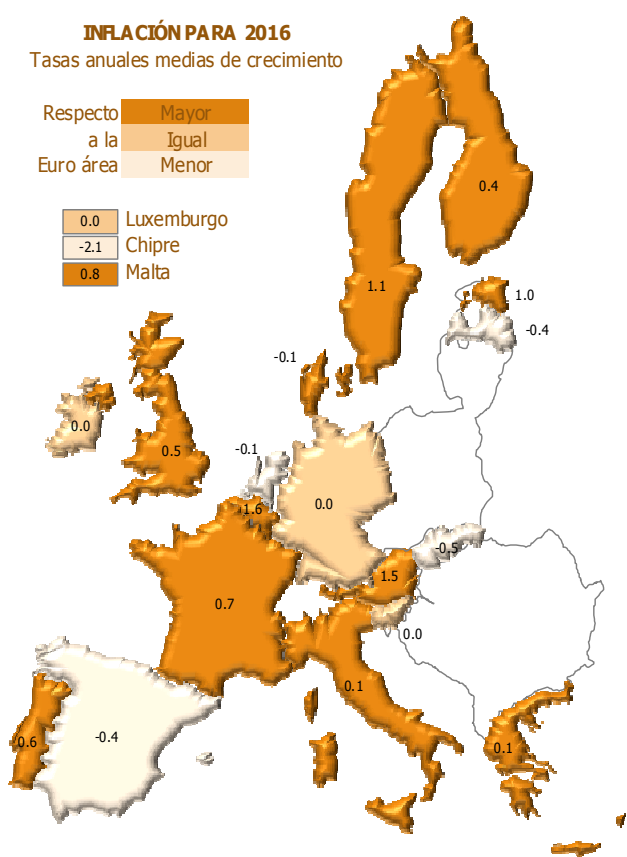 INFLACIÓN PARA 2016
Tasas anuales medias de crecimiento
Respecto Mayor
a la Igual
Euro área Menor
0.0 Luxemburgo
-2.1 Chipre
0.8 Malta
0.4
1.1
1.0
-0.4
-0.1
0.0
0.5
-0.1
1.6
0.0
-0.5
1.5
0.7
0.0
0.1
0.6
-0.4
0.1